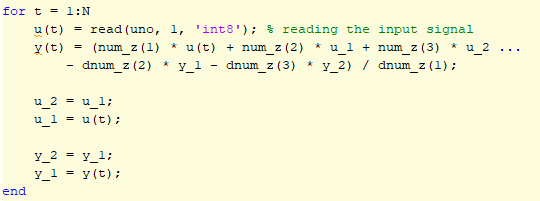 for t = 1:N
u(t) = read(uno, 1, 'int8'); % reading the input signal
y(t) = (num_z(1) * u(t) + num_z(2) * u_1 + num_z(3) * u_2 ...
- dnum_z(2) * y_1 - dnum_z(3) * y_2) / dnum_z(1);
u_2 = u_1;
u_1 = u(t);
y_2 = y_1;
y_1 = y(t);
end